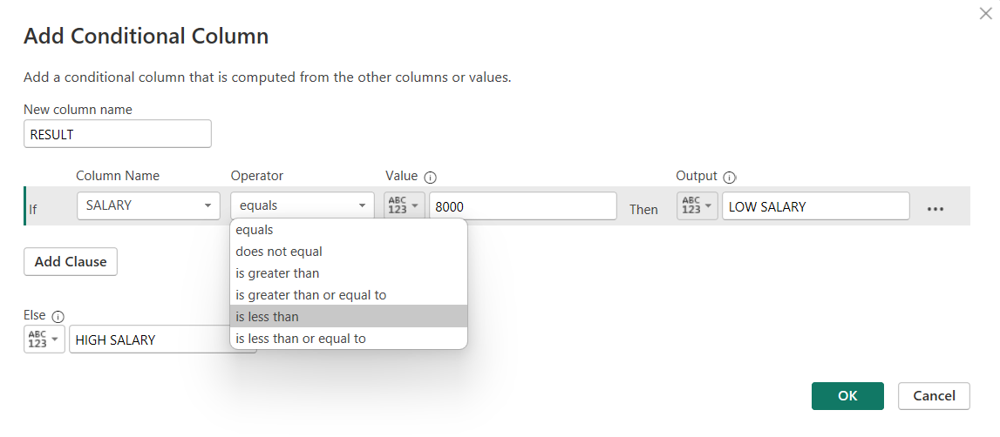 Add Conditional Column
Add a conditional column that is computed from the other columns or values.
New column name
RESULT
Column Name Operator Value Output
If SALARY equals ABC 123 8000 Then ABC 123 LOW SALARY ...
equals
does not equal
is greater than
is greater than or equal to
is less than
is less than or equal to
Add Clause
Else
ABC 123 HIGH SALARY
OK Cancel